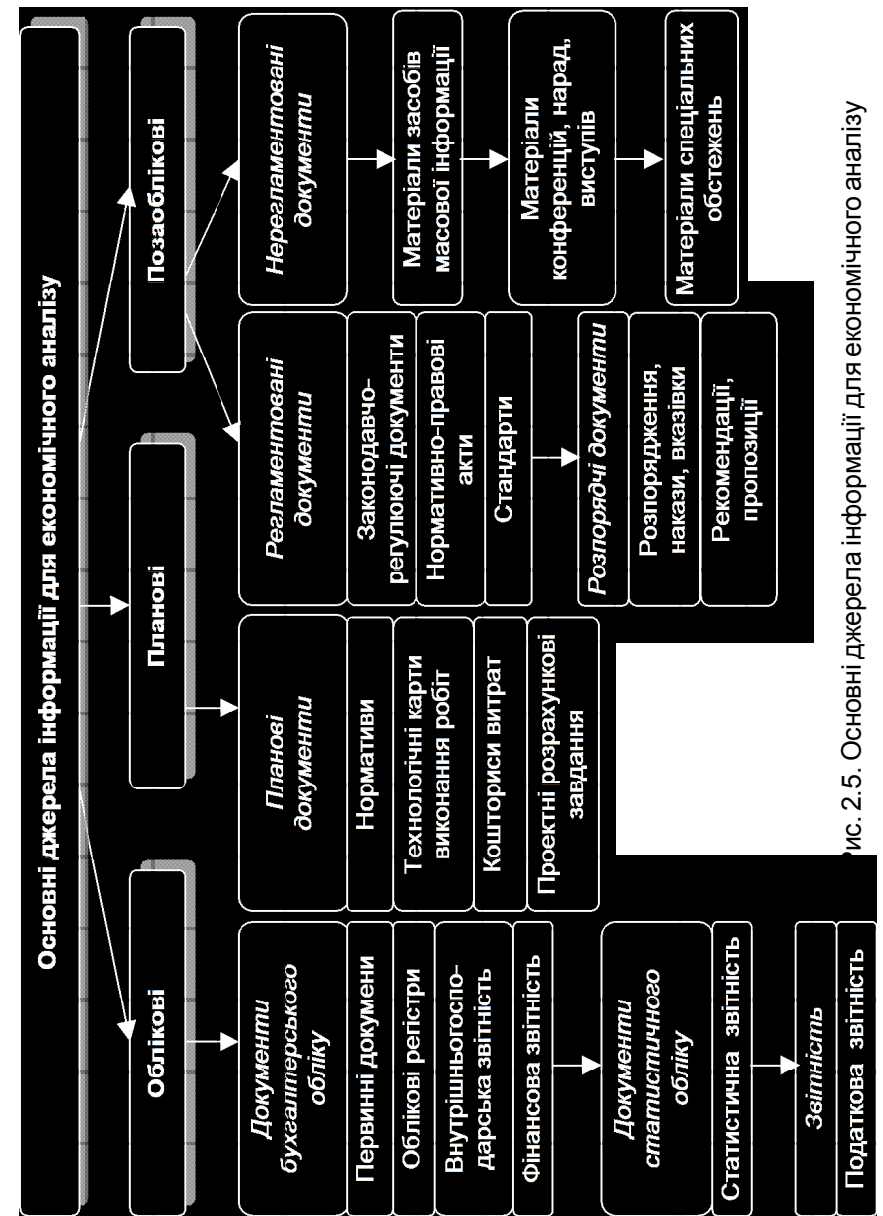 Основні джерела інформації для економічного аналізу
Облікові
Планові
Позаоблікові
Документи
бухгалтерського
обліку
Первинні докумени
Облікові регістри
Внутрішньогоспо-
дарська звітність
Фінансова звітність
Документи
статистичного
обліку
Статистична звітність
Звітність
Податкова звітність
Планові
документи
Нормативи
Технологічні карти
виконання робіт
Кошториси витрат
Проектні розрахункові
завдання
Регламентовані
документи
Законодавчо-
регулюючі документи
Нормативно-правові
акти
Стандарти
Розпорядчі документи
Розпорядження,
накази, вказівки
Рекомендації,
пропозиції
Нерегламентовані
документи
Матеріали засобів
масової інформації
Матеріали
конференцій, нарад,
виступів
Матеріали спеціальних
обстежень
Рис. 2.5. Основні джерела інформації для економічного аналізу